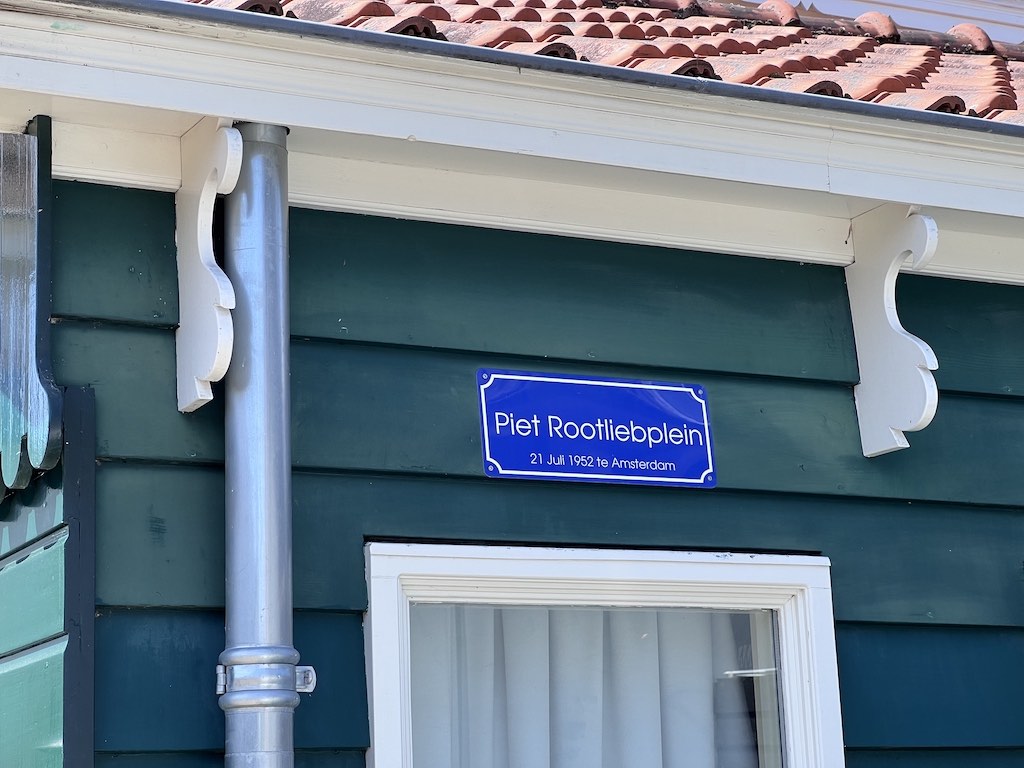 Piet Rootliebplein
21 Juli 1952 te Amsterdam